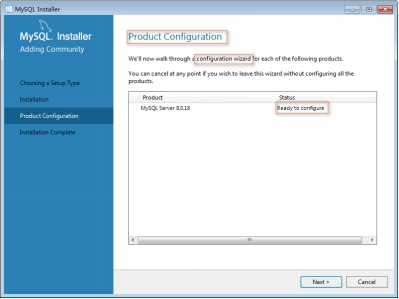 MySQL Installer
MySQL. Installer
Adding Community
Choosing a Setup Type
Installation
Product Configuration
Installation Complete
Product Configuration
We'll now walk through a configuration wizard for each of the following products.
You can cancel at any point if you wish to leave this wizard without configuring all the
products.
Product Status
MySQL Server 8.0.18 Ready to configure
Next > Cancel